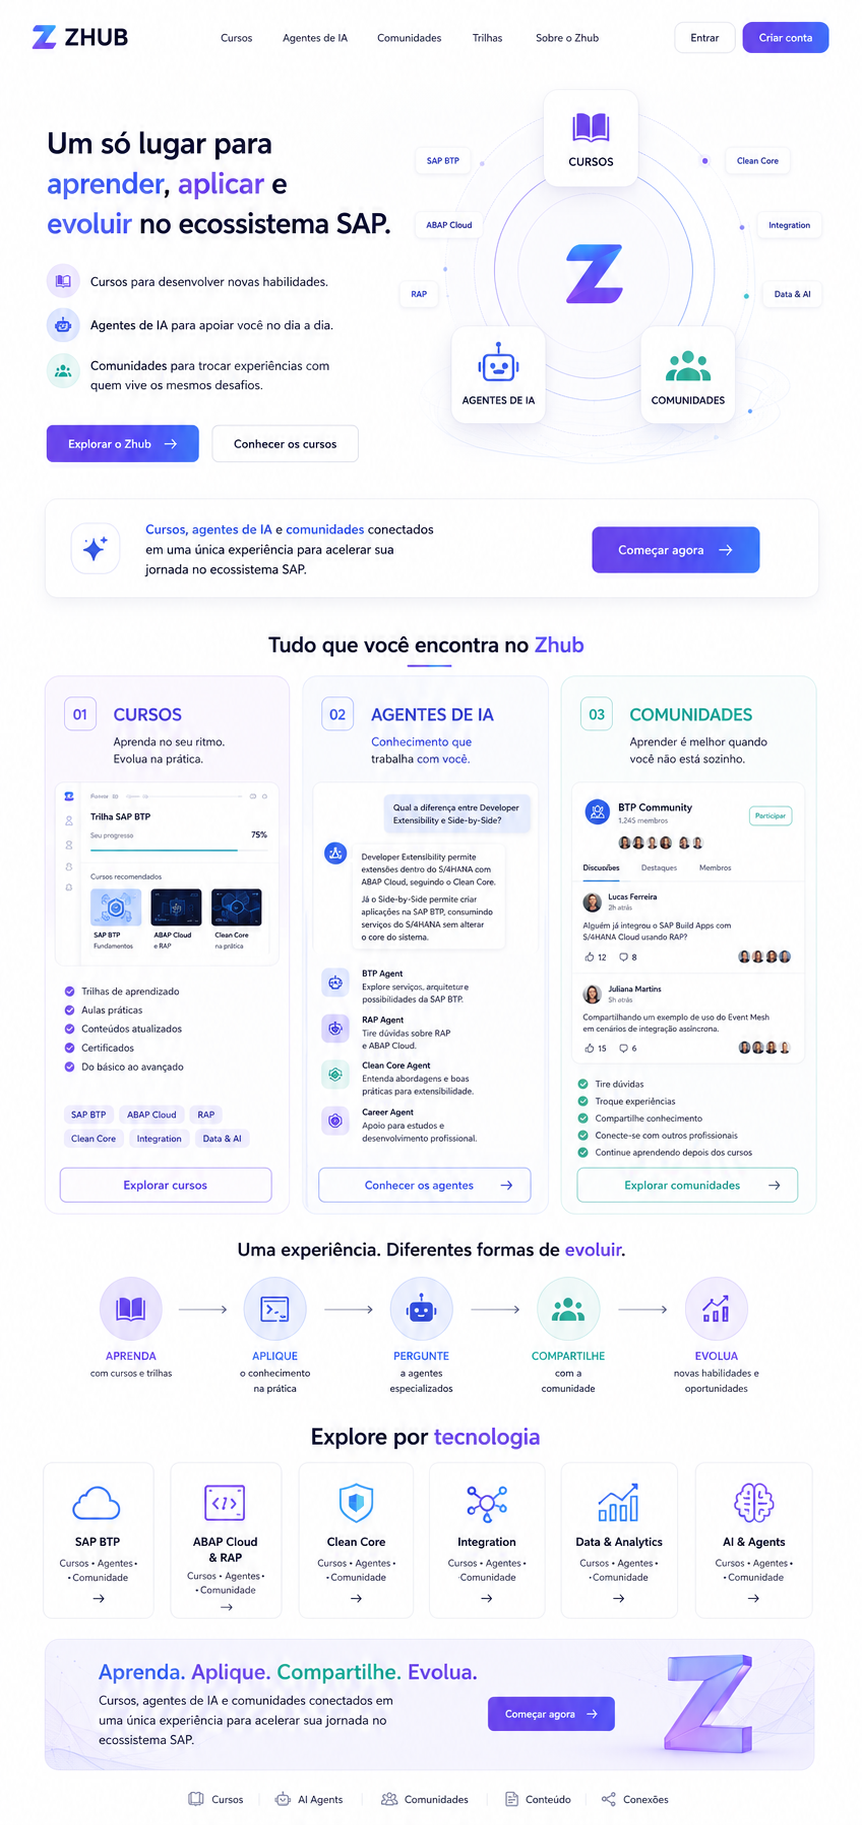 ZHUB
Cursos
Agentes de IA
Comunidades
Trilhas
Sobre o Zhub
Entrar
Criar conta
Um só lugar para
aprender, aplicar e
evoluir no ecossistema SAP.
Cursos para desenvolver novas habilidades.
Agentes de IA para apoiar você no dia a dia.
Comunidades para trocar experiências com
quem vive os mesmos desafios.
Explorar o Zhub
Conhecer os cursos
CURSOS
SAP BTP
Clean Core
ABAP Cloud
Integration
RAP
Data & AI
AGENTES DE IA
COMUNIDADES
Cursos, agentes de IA e comunidades conectados
em uma única experiência para acelerar sua
jornada no ecossistema SAP.
Começar agora
Tudo que você encontra no Zhub
01 CURSOS
Aprenda no seu ritmo.
Evolua na prática.
Trilha SAP BTP
Seu progresso
75%
Cursos recomendados
SAP BTP
Fundamentos
ABAP Cloud
e RAP
Clean Core
na prática
Trilhas de aprendizado
Aulas práticas
Conteúdos atualizados
Certificados
Do básico ao avançado
SAP BTP
ABAP Cloud
RAP
Clean Core
Integration
Data & AI
Explorar cursos
02 AGENTES DE IA
Conhecimento que
trabalha com você.
Qual a diferença entre Developer
Extensibility e Side-by-Side?
Developer Extensibility permite
extensões dentro do S/4HANA com
ABAP Cloud, seguindo o Clean Core.
Já o Side-by-Side permite criar
aplicações na SAP BTP, consumindo
serviços do S/4HANA sem alterar
o core do sistema.
BTP Agent
Explore serviços, arquiteture
possibilidades da SAP BTP.
RAP Agent
Tire dúvidas sobre RAP
e ABAP Cloud.
Clean Core Agent
Entenda abordagens e boas
práticas para extensibilidade.
Career Agent
Apoio para estudos e
desenvolvimento profissional.
Conhecer os agentes
03 COMUNIDADES
Aprender é melhor quando
você não está sozinho.
BTP Community
1.245 membros
Participar
Discussões
Destaques
Membros
Lucas Ferreira
2h atrás
Alguém já integrou o SAP Build Apps com
S/4HANA Cloud usando RAP?
12
8
Juliana Martins
5h atrás
Compartilhando um exemplo de uso do Event Mesh
em cenários de integração assíncrona.
15
6
Tire dúvidas
Troque experiências
Compartilhe conhecimento
Conecte-se com outros profissionais
Continue aprendendo depois dos cursos
Explorar comunidades
Uma experiência. Diferentes formas de evoluir.
APRENDA
com cursos e trilhas
APLIQUE
o conhecimento
na prática
PERGUNTE
a agentes
especializados
COMPARTILHE
com a
comunidade
EVOLUA
novas habilidades e
oportunidades
Explore por tecnologia
SAP BTP
Cursos • Agentes •
• Comunidade
ABAP Cloud
& RAP
Cursos • Agentes •
• Comunidade
Clean Core
Cursos • Agentes •
• Comunidade
Integration
Cursos • Agentes •
·Comunidade
Data & Analytics
Cursos • Agentes •
• Comunidade
AI & Agents
Cursos • Agentes •
• Comunidade
Aprenda. Aplique. Compartilhe. Evolua.
Cursos, agentes de IA e comunidades conectados em
uma única experiência para acelerar sua jornada no
ecossistema SAP.
Começar agora
Cursos
AI Agents
Comunidades
Conteúdo
Conexões